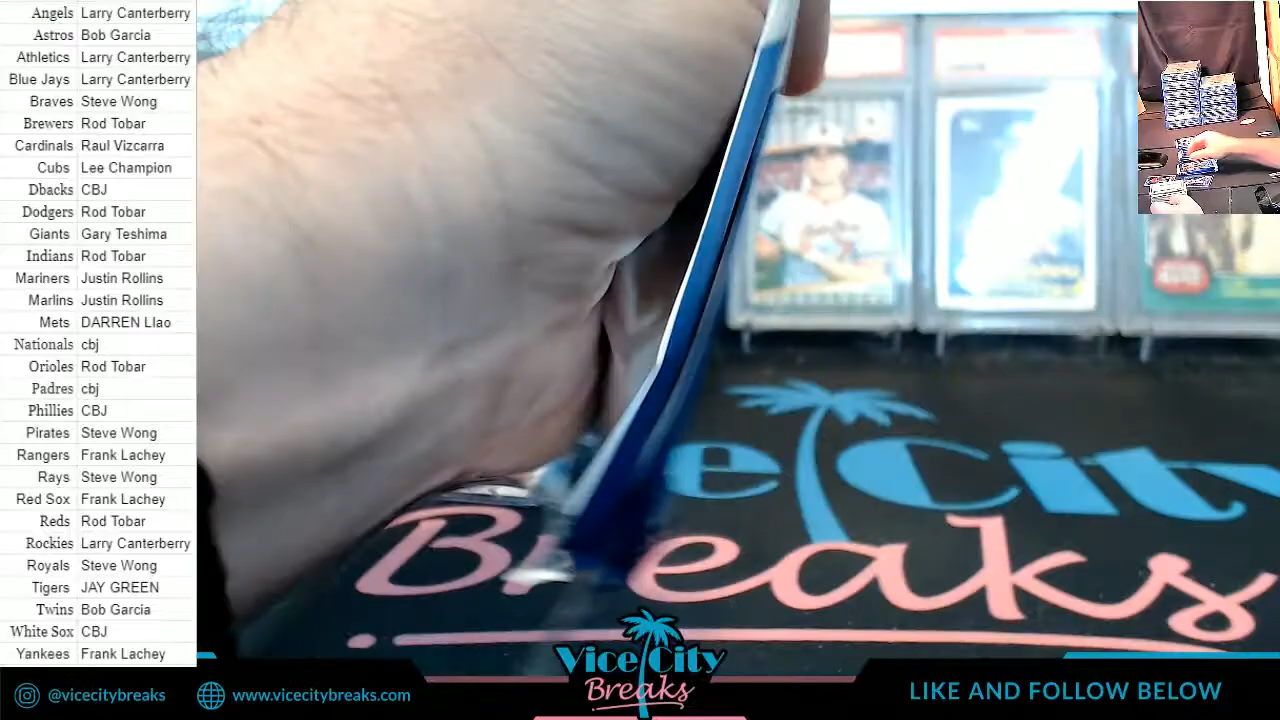 Angels Larry Canterberry
Astros Bob Garcia
Athletics Larry Canterberry
Blue Jays Larry Canterberry
Braves Steve Wong
Brewers Rod Tobar
Cardinals Raul Vizcarra
Cubs Lee Champion
Dbacks CBJ
Dodgers Rod Tobar
Giants Gary Teshima
Indians Rod Tobar
Mariners Justin Rollins
Marlins Justin Rollins
Mets DARREN LIao
Nationals cbj
Orioles Rod Tobar
Padres cbj
Phillies CBJ
Pirates Steve Wong
Rangers Frank Lachey
Rays Steve Wong
Red Sox Frank Lachey
Reds Rod Tobar
Rockies Larry Canterberry
Royals Steve Wong
Tigers JAY GREEN
Twins Bob Garcia
White Sox CBJ
Yankees Frank Lachey
e City
Breaks
Vice City
Breaks
@vicecitybreaks
www.vicecitybreaks.com
LIKE AND FOLLOW BELOW